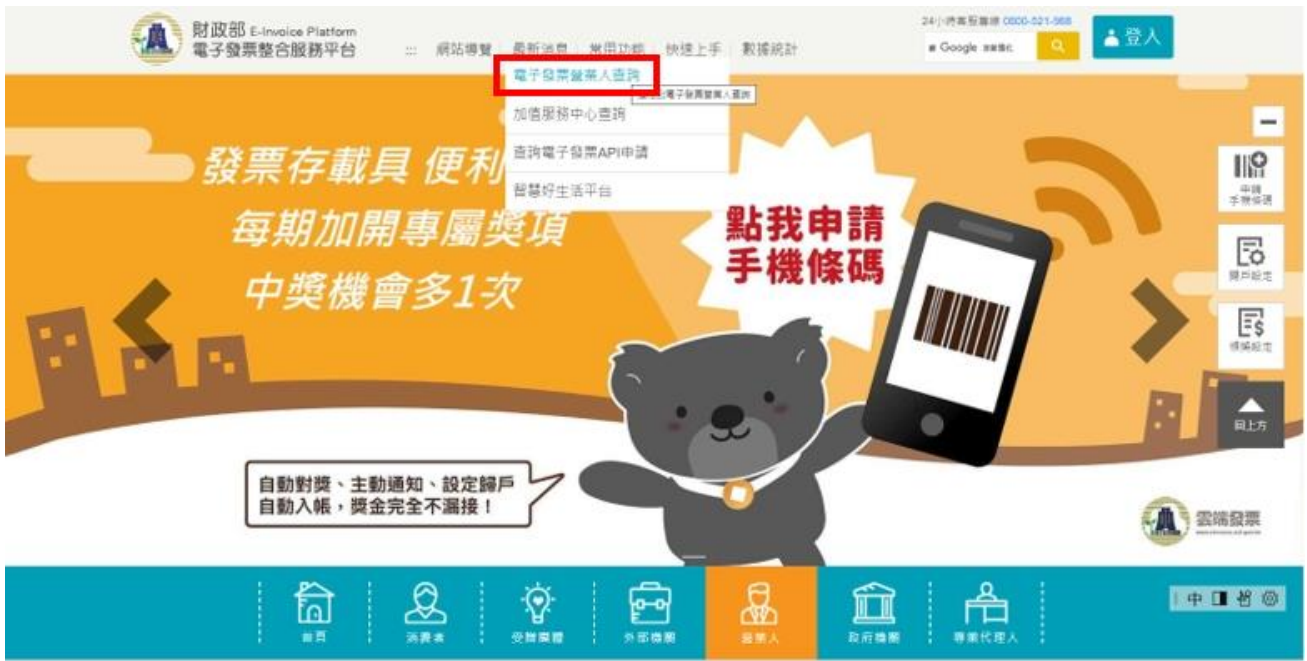 財政部 E-Invoice Platform
電子發票整合服務平台
網站導覽
最新消息
常用功能
快速上手
數據統計
24小時客服專線 0800-521-988
Google
登入
電子發票營業人查詢
加值服務中心查詢
查詢電子發票API申請
智慧好生活平台
發票存載具 便利
每期加開專屬獎項
中獎機會多1次
點我申請
手機條碼
申請
手機條碼
歸戶設定
領獎設定
回上方
自動對獎、主動通知、設定歸戶
自動入帳,獎金完全不漏接!
雲端發票
首頁
消費者
受贈機關團體
外部機關
營業人
政府機關
專業代理人
中